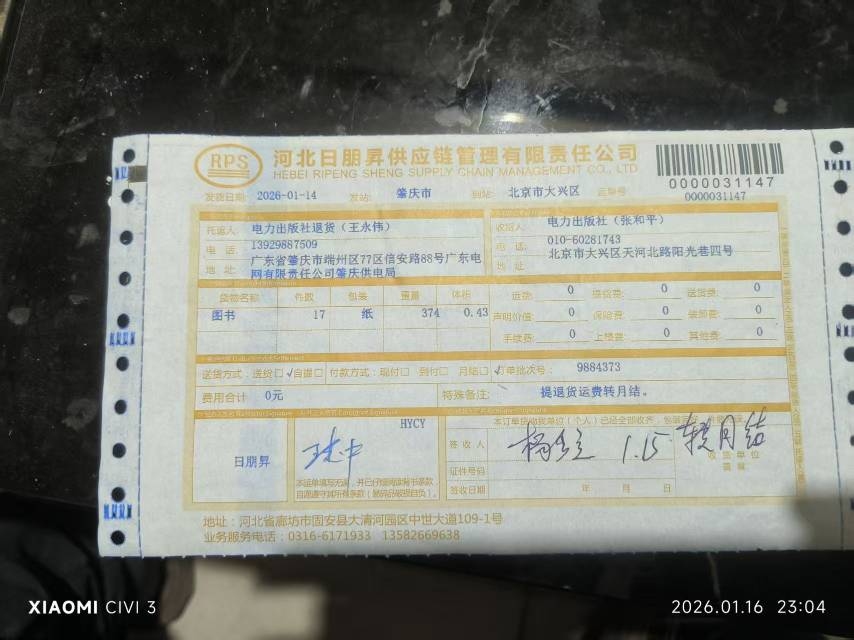 RPS
河北日朋昇供应链管理有限责任公司
HEBEI RIPENG SHENG SUPPLY CHAIN MANAGEMENT CO., LTD
0000031147
发货日期: 2026-01-14 发站: 肇庆市 到站: 北京市大兴区 运单号:
0000031147
托运人: 电力出版社退货（王永伟）
电 话: 13929887509
地 址: 广东省肇庆市端州区77区信安路88号广东电
网有限责任公司肇庆供电局
收货人: 电力出版社（张和平）
电 话: 010-60281743
地 址: 北京市大兴区天河北路阳光巷四号
货物名称 件数 包装 重量 体积
图书 17 纸 374 0.43
运费: 0 提货费: 0 送货费: 0
声明价值: 0 保险费: 0 装卸费: 0
手续费: 0 上楼费: 0 其他费: 0
送货方式: 送货□ √自提□ 付款方式: 现付□ 到付□ 月结□ √订单批次号: 9884373
费用合计 0元 特殊备注: 提退货运费转月结。
日朋昇
HYCY
签收人 1.15 转月结
证件号码
签收日期 年 月 日
收货单位
地址：河北省廊坊市固安县大清河园区中世大道109-1号
业务服务电话：0316-6171933 13582669638
XIAOMI CIVI 3
2026.01.16 23:04